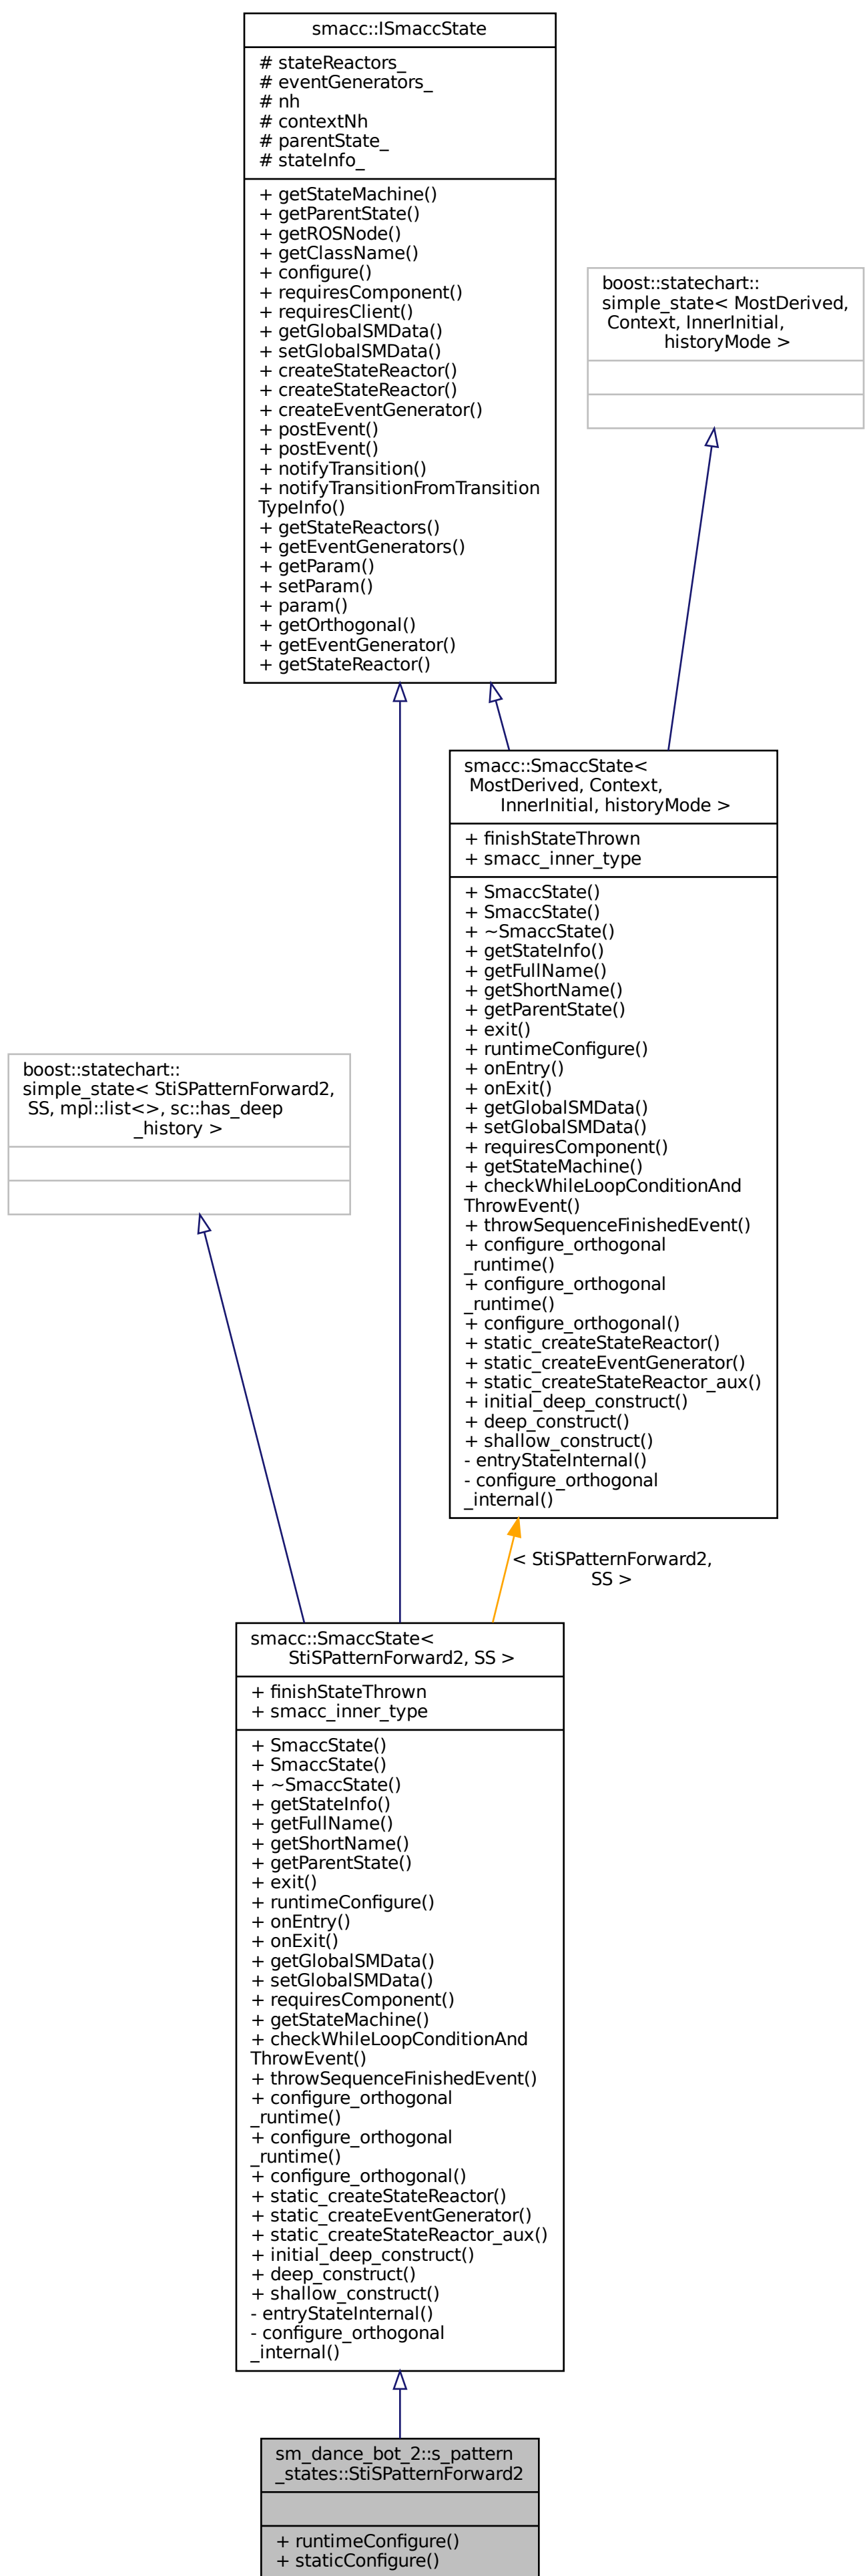 smacc::ISmaccState
# stateReactors_
# eventGenerators_
# nh
# contextNh
# parentState_
# stateInfo_
+ getStateMachine()
+ getParentState()
+ getROSNode()
+ getClassName()
+ configure()
+ requiresComponent()
+ requiresClient()
+ getGlobalSMData()
+ setGlobalSMData()
+ createStateReactor()
+ createStateReactor()
+ createEventGenerator()
+ postEvent()
+ postEvent()
+ notifyTransition()
+ notifyTransitionFromTransition
TypeInfo()
+ getStateReactors()
+ getEventGenerators()
+ getParam()
+ setParam()
+ param()
+ getOrthogonal()
+ getEventGenerator()
+ getStateReactor()
boost::statechart::
simple_state< MostDerived,
Context, InnerInitial,
historyMode >
smacc::SmaccState<
MostDerived, Context,
InnerInitial, historyMode >
+ finishStateThrown
+ smacc_inner_type
+ SmaccState()
+ SmaccState()
+ ~SmaccState()
+ getStateInfo()
+ getFullName()
+ getShortName()
+ getParentState()
+ exit()
+ runtimeConfigure()
+ onEntry()
+ onExit()
+ getGlobalSMData()
+ setGlobalSMData()
+ requiresComponent()
+ getStateMachine()
+ checkWhileLoopConditionAnd
ThrowEvent()
+ throwSequenceFinishedEvent()
+ configure_orthogonal
_runtime()
+ configure_orthogonal
_runtime()
+ configure_orthogonal()
+ static_createStateReactor()
+ static_createEventGenerator()
+ static_createStateReactor_aux()
+ initial_deep_construct()
+ deep_construct()
+ shallow_construct()
- entryStateInternal()
- configure_orthogonal
_internal()
boost::statechart::
simple_state< StiSPatternForward2,
SS, mpl::list<>, sc::has_deep
_history >
< StiSPatternForward2,
SS >
smacc::SmaccState<
StiSPatternForward2, SS >
+ finishStateThrown
+ smacc_inner_type
+ SmaccState()
+ SmaccState()
+ ~SmaccState()
+ getStateInfo()
+ getFullName()
+ getShortName()
+ getParentState()
+ exit()
+ runtimeConfigure()
+ onEntry()
+ onExit()
+ getGlobalSMData()
+ setGlobalSMData()
+ requiresComponent()
+ getStateMachine()
+ checkWhileLoopConditionAnd
ThrowEvent()
+ throwSequenceFinishedEvent()
+ configure_orthogonal
_runtime()
+ configure_orthogonal
_runtime()
+ configure_orthogonal()
+ static_createStateReactor()
+ static_createEventGenerator()
+ static_createStateReactor_aux()
+ initial_deep_construct()
+ deep_construct()
+ shallow_construct()
- entryStateInternal()
- configure_orthogonal
_internal()
sm_dance_bot_2::s_pattern
_states::StiSPatternForward2
+ runtimeConfigure()
+ staticConfigure()